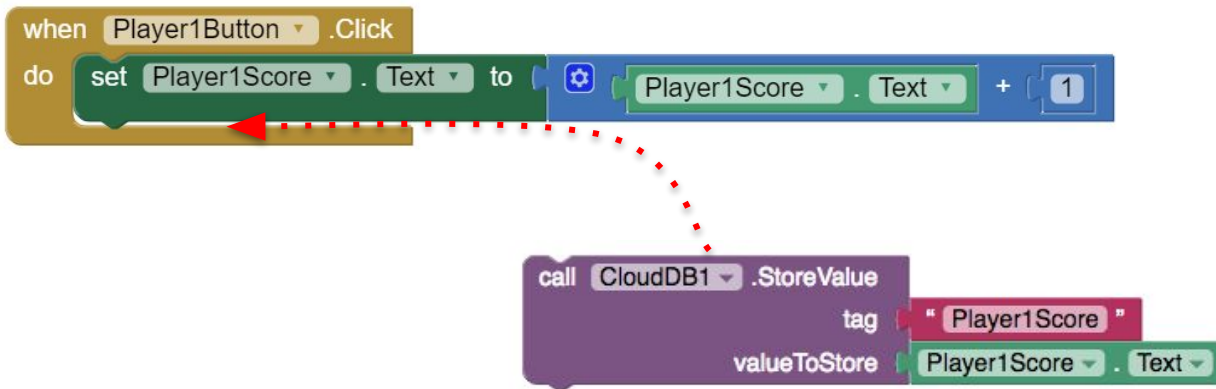 when Player1Button .Click
do set Player1Score . Text to Player1Score . Text + 1
call CloudDB1 .StoreValue
tag " Player1Score "
valueToStore Player1Score . Text